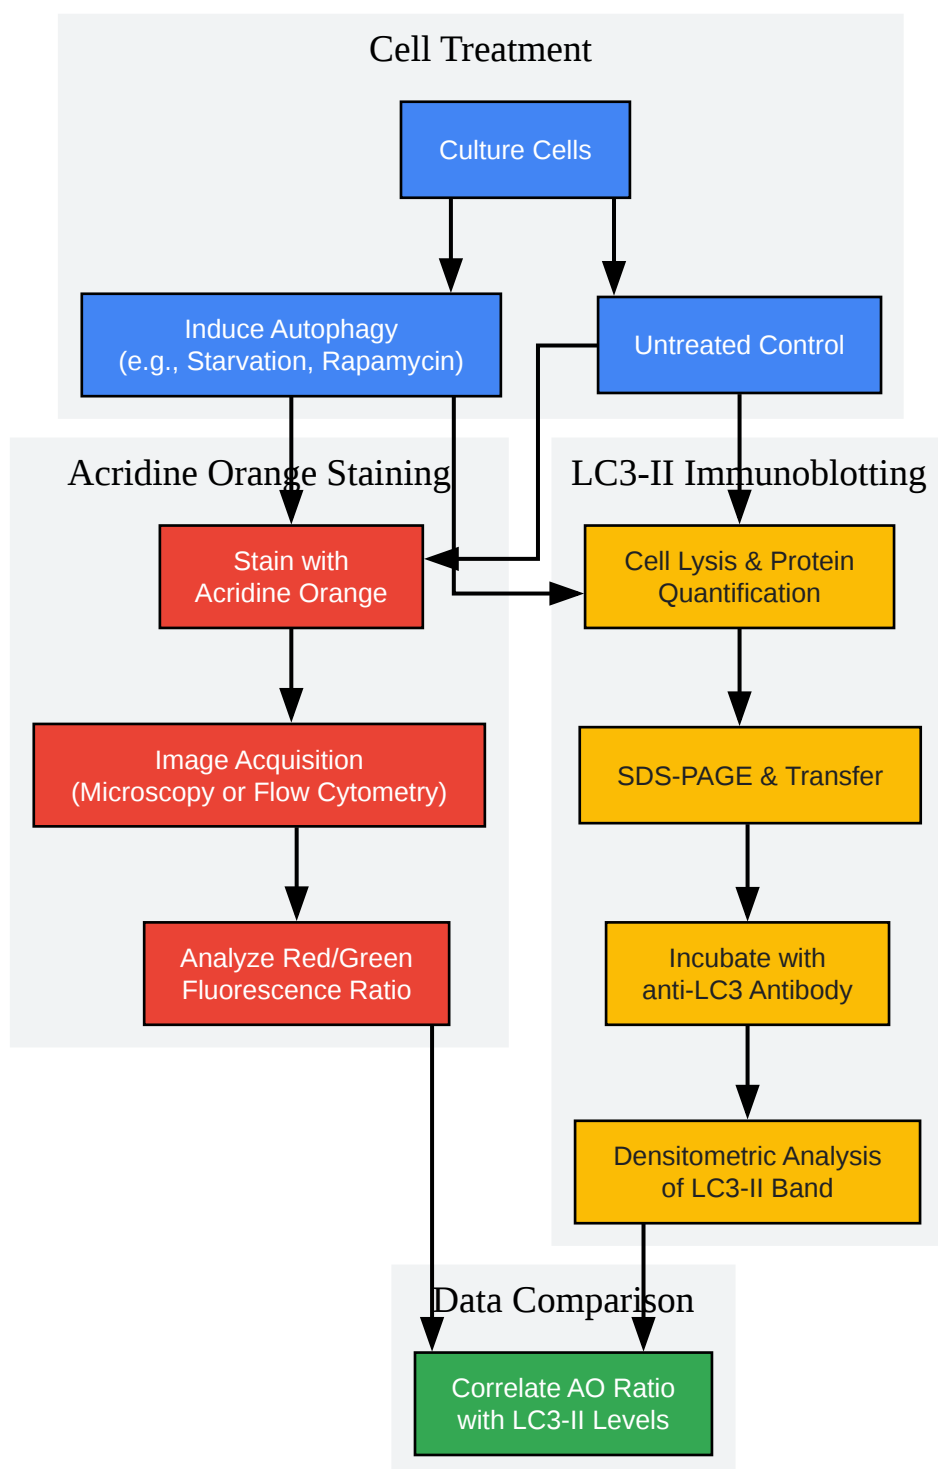 Cell Treatment
Culture Cells
Induce Autophagy
(e.g., Starvation, Rapamycin)
Untreated Control
Acridine Orange Staining
Stain with
Acridine Orange
Image Acquisition
(Microscopy or Flow Cytometry)
Analyze Red/Green
Fluorescence Ratio
LC3-II Immunoblotting
Cell Lysis & Protein
Quantification
SDS-PAGE & Transfer
Incubate with
anti-LC3 Antibody
Densitometric Analysis
of LC3-II Band
Data Comparison
Correlate AO Ratio
with LC3-II Levels